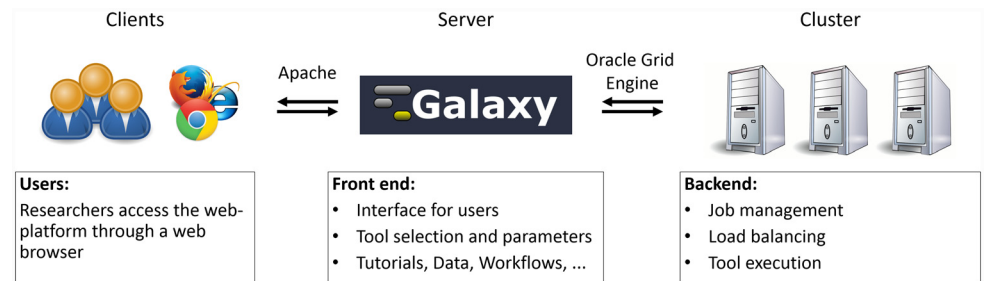 Clients
Server
Cluster
Apache
Galaxy
Oracle Grid
Engine
Users:
Researchers access the web-
platform through a web
browser
Front end:
• Interface for users
• Tool selection and parameters
• Tutorials, Data, Workflows, ...
Backend:
• Job management
• Load balancing
• Tool execution